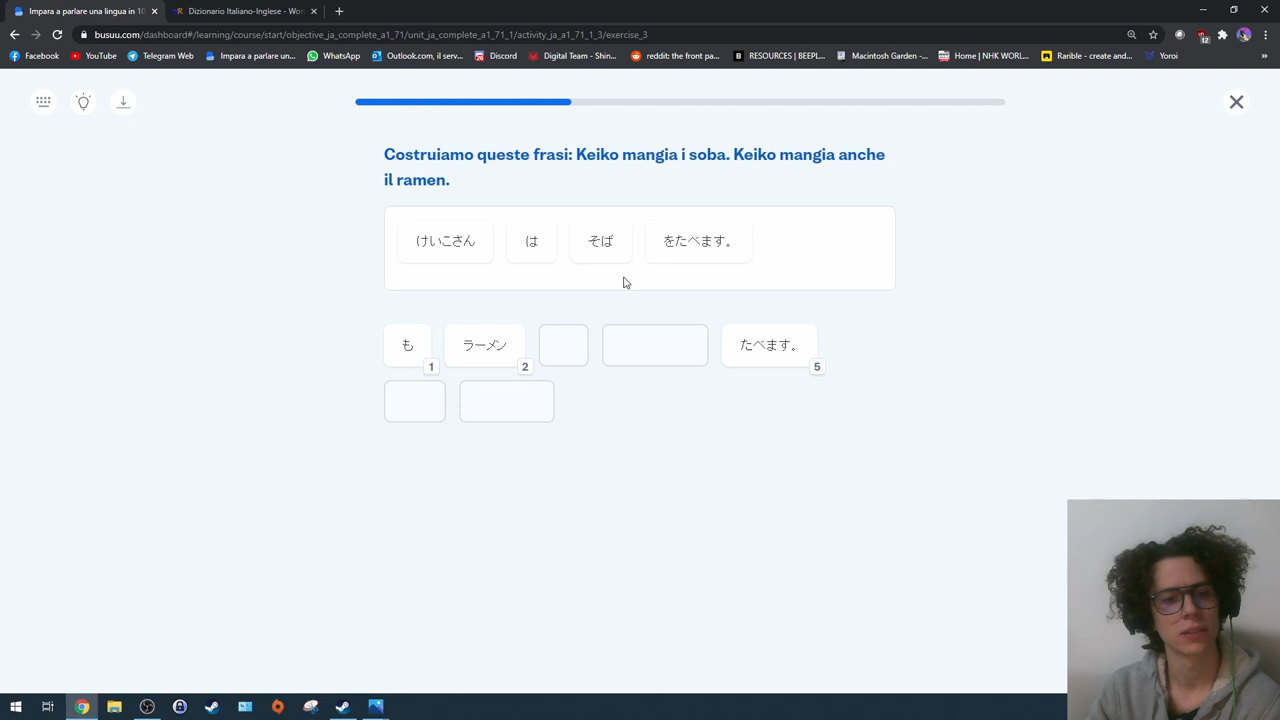 Impara a parlare una lingua in 10
Dizionario Italiano-Inglese - Wor
busuu.com/dashboard#/learning/course/start/objective_ja_complete_a1_71/unit_ja_complete_a1_71_1/activity_ja_a1_71_1_3/exercise_3
12
Facebook YouTube Telegram Web Impara a parlare un... WhatsApp Outlook.com, il serv... Discord Digital Team - Shin... reddit: the front pa... RESOURCES | BEEPL... Macintosh Garden -... Home | NHK WORL... Rarible - create and... Yoroi »
Costruiamo queste frasi: Keiko mangia i soba. Keiko mangia anche
il ramen.
けいこさん は そば をたべます。
も ラーメン たべます。
1 2 5